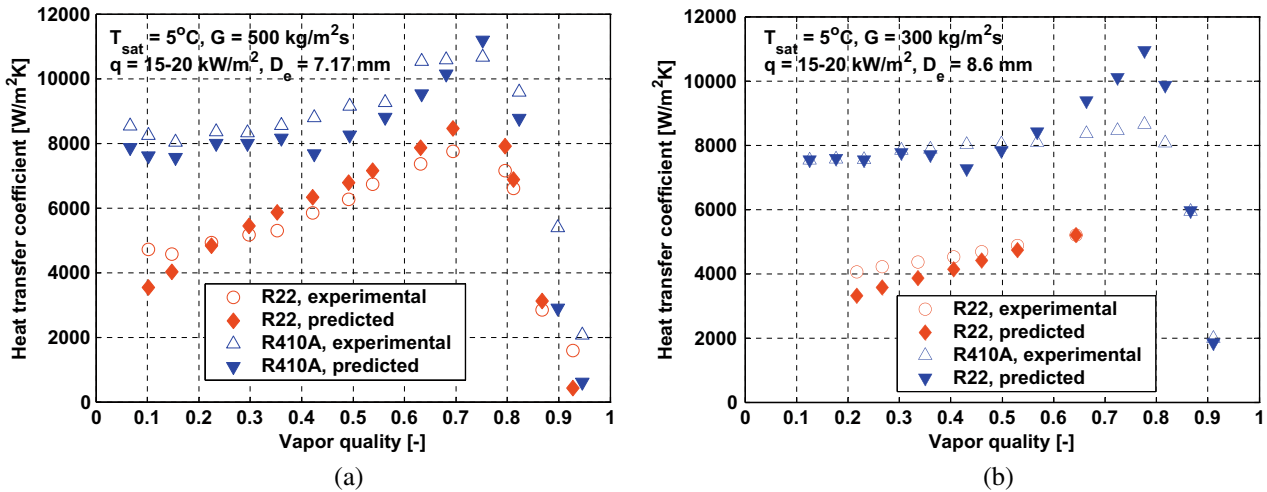 12000
10000
8000
6000
4000
2000
0
Heat transfer coefficient [W/m²K]
T_sat = 5°C, G = 500 kg/m²s
q = 15-20 kW/m², D_e = 7.17 mm
R22, experimental
R22, predicted
R410A, experimental
R410A, predicted
0 0.1 0.2 0.3 0.4 0.5 0.6 0.7 0.8 0.9 1
Vapor quality [-]
(a)
12000
10000
8000
6000
4000
2000
0
Heat transfer coefficient [W/m²K]
T_sat = 5°C, G = 300 kg/m²s
q = 15-20 kW/m², D_e = 8.6 mm
R22, experimental
R22, predicted
R410A, experimental
R22, predicted
0 0.1 0.2 0.3 0.4 0.5 0.6 0.7 0.8 0.9 1
Vapor quality [-]
(b)